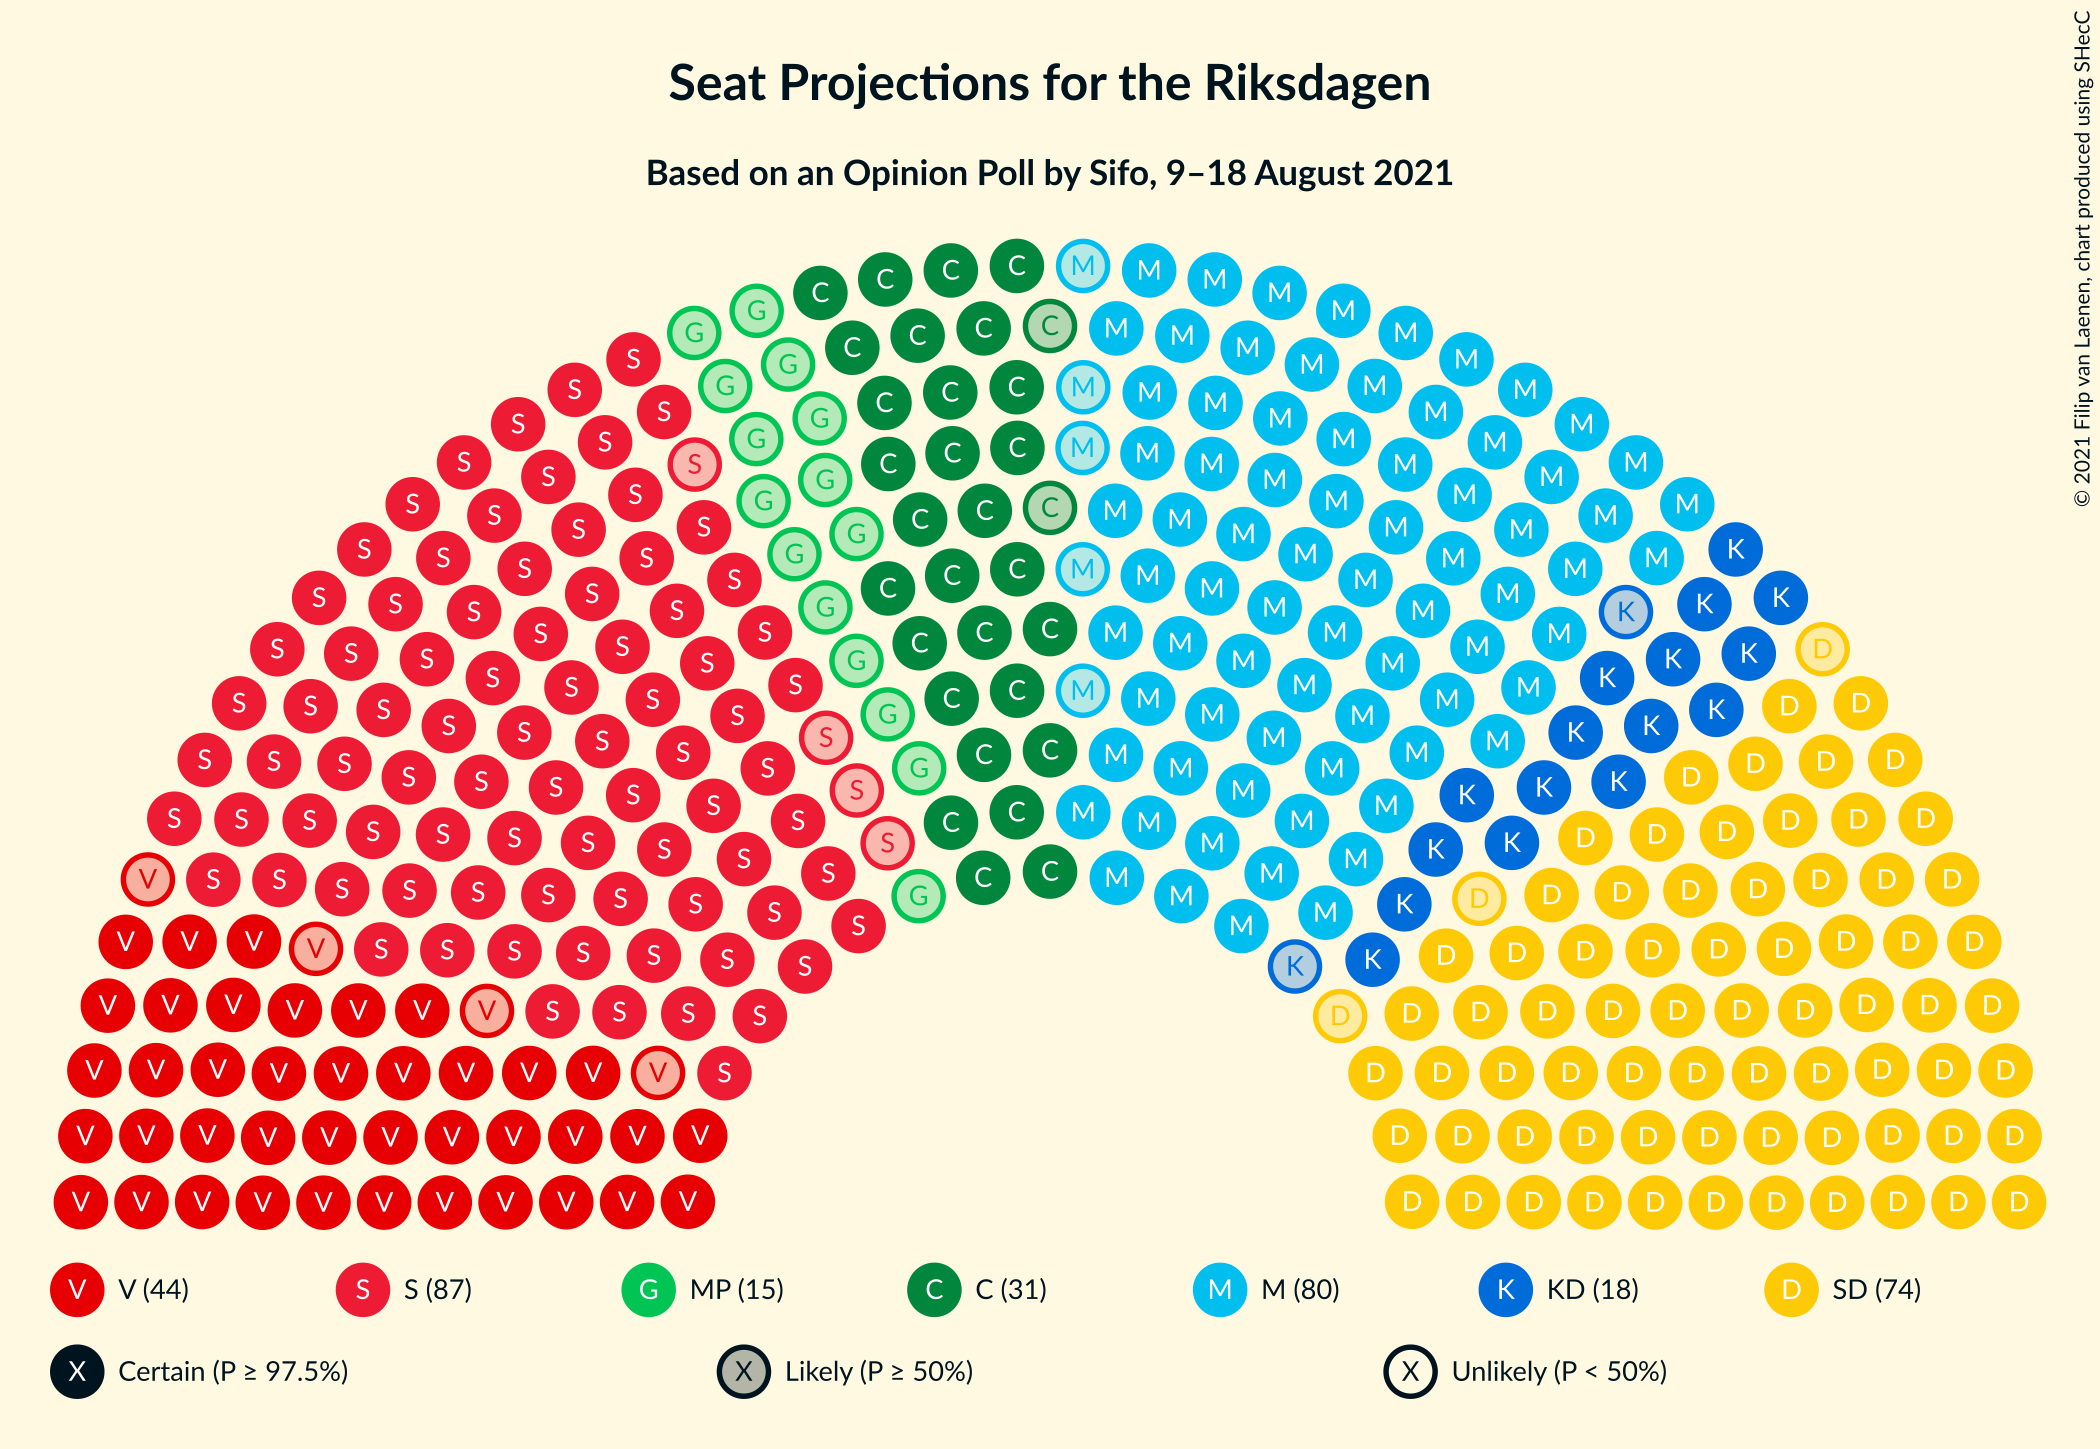 Seat Projections for the Riksdagen
Based on an Opinion Poll by Sifo, 9–18 August 2021
© 2021 Filip van Laenen, chart produced using SHecC
V V (44)
S S (87)
G MP (15)
C C (31)
M M (80)
K KD (18)
D SD (74)
X Certain (P ≥ 97.5%)
X Likely (P ≥ 50%)
X Unlikely (P < 50%)